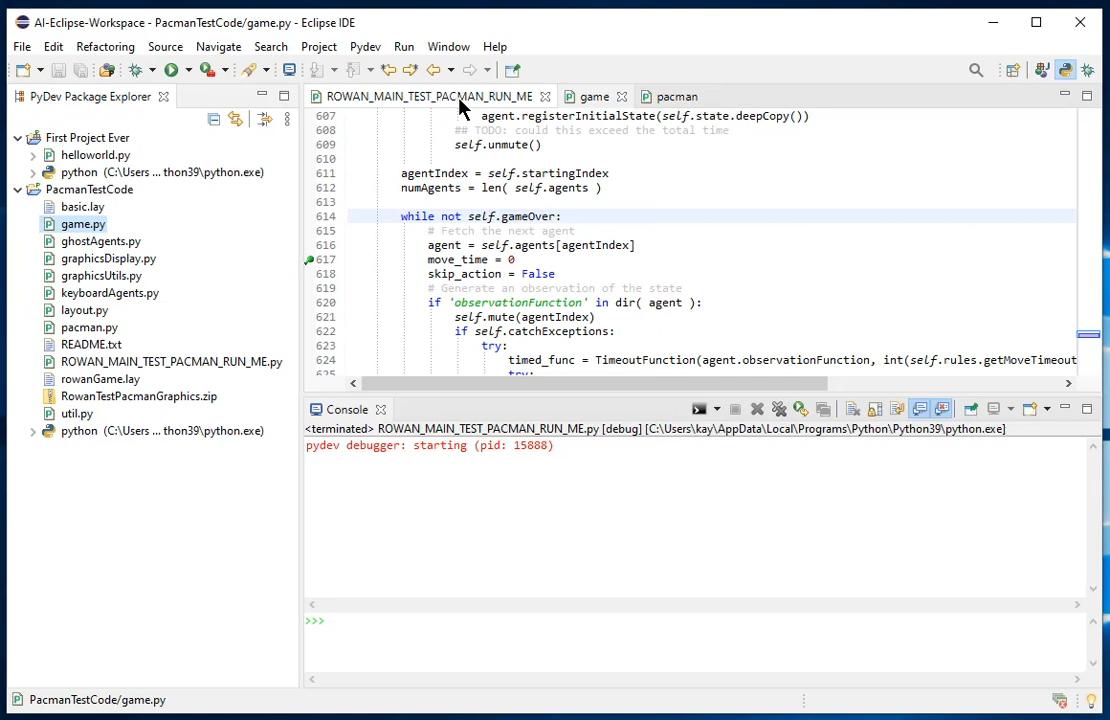 AI-Eclipse-Workspace - PacmanTestCode/game.py - Eclipse IDE
File Edit Refactoring Source Navigate Search Project Pydev Run Window Help
PyDev Package Explorer
First Project Ever
helloworld.py
python (C:\Users ... thon39\python.exe)
PacmanTestCode
basic.lay
game.py
ghostAgents.py
graphicsDisplay.py
graphicsUtils.py
keyboardAgents.py
layout.py
pacman.py
README.txt
ROWAN_MAIN_TEST_PACMAN_RUN_ME.py
rowanGame.lay
RowanTestPacmanGraphics.zip
util.py
python (C:\Users ... thon39\python.exe)
ROWAN_MAIN_TEST_PACMAN_RUN_ME game pacman
607 agent.registerInitialState(self.state.deepCopy())
608 ## TODO: could this exceed the total time
609 self.unmute()
610
611 agentIndex = self.startingIndex
612 numAgents = len( self.agents )
613
614 while not self.gameOver:
615 # Fetch the next agent
616 agent = self.agents[agentIndex]
617 move_time = 0
618 skip_action = False
619 # Generate an observation of the state
620 if 'observationFunction' in dir( agent ):
621 self.mute(agentIndex)
622 if self.catchExceptions:
623 try:
624 timed_func = TimeoutFunction(agent.observationFunction, int(self.rules.getMoveTimeout
625 try:
Console
<terminated> ROWAN_MAIN_TEST_PACMAN_RUN_ME.py [debug] [C:\Users\kay\AppData\Local\Programs\Python\Python39\python.exe]
pydev debugger: starting (pid: 15888)
>>>
PacmanTestCode/game.py